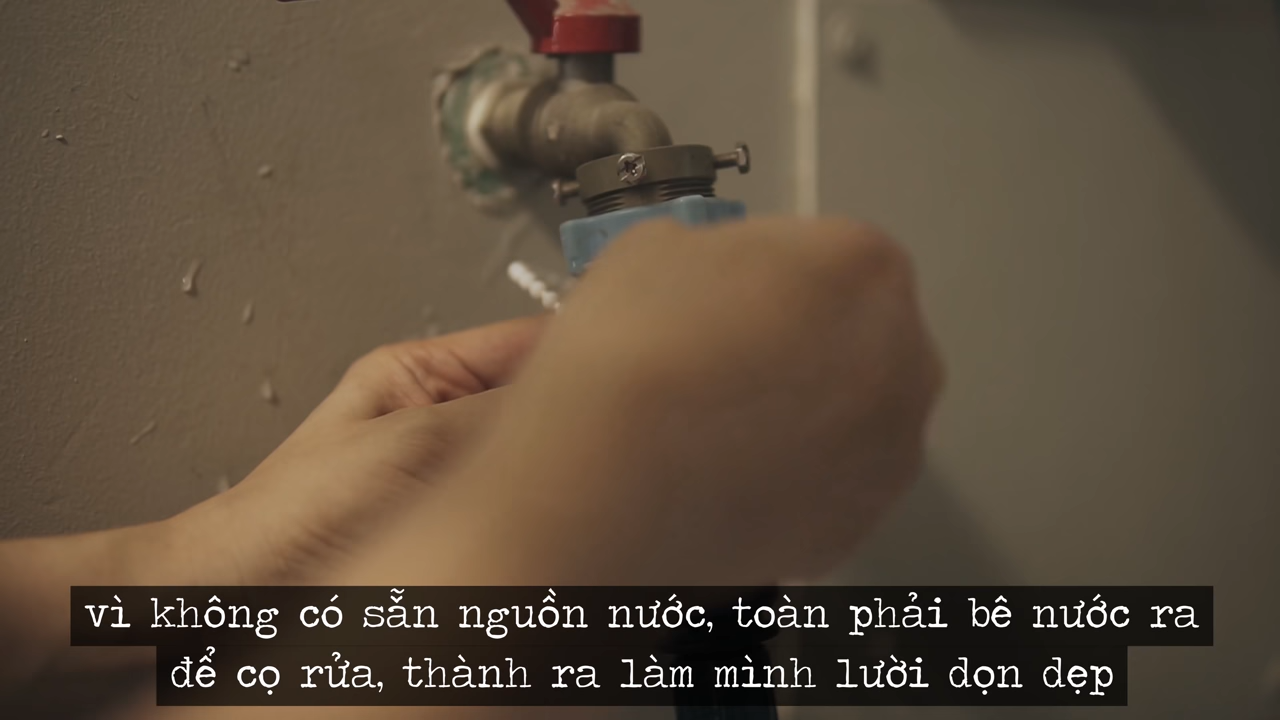 vì không có sẵn nguồn nước, toàn phải bê nước ra
để cọ rửa, thành ra làm mình lười dọn dẹp